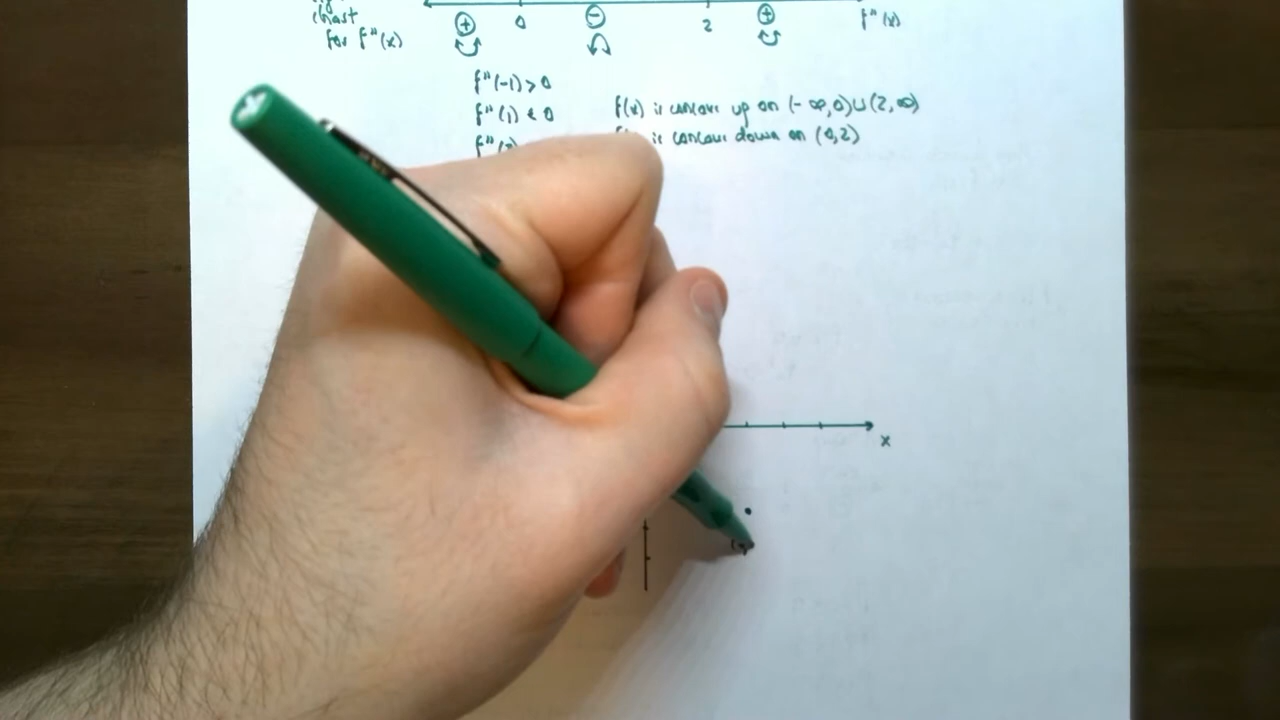 chart
for f"(x)
+ 0 - 2 + f"(x)
f"(-1) > 0
f"(1) < 0 f(x) is concave up on (-∞,0)∪(2,∞)
is concave down on (0,2)
x